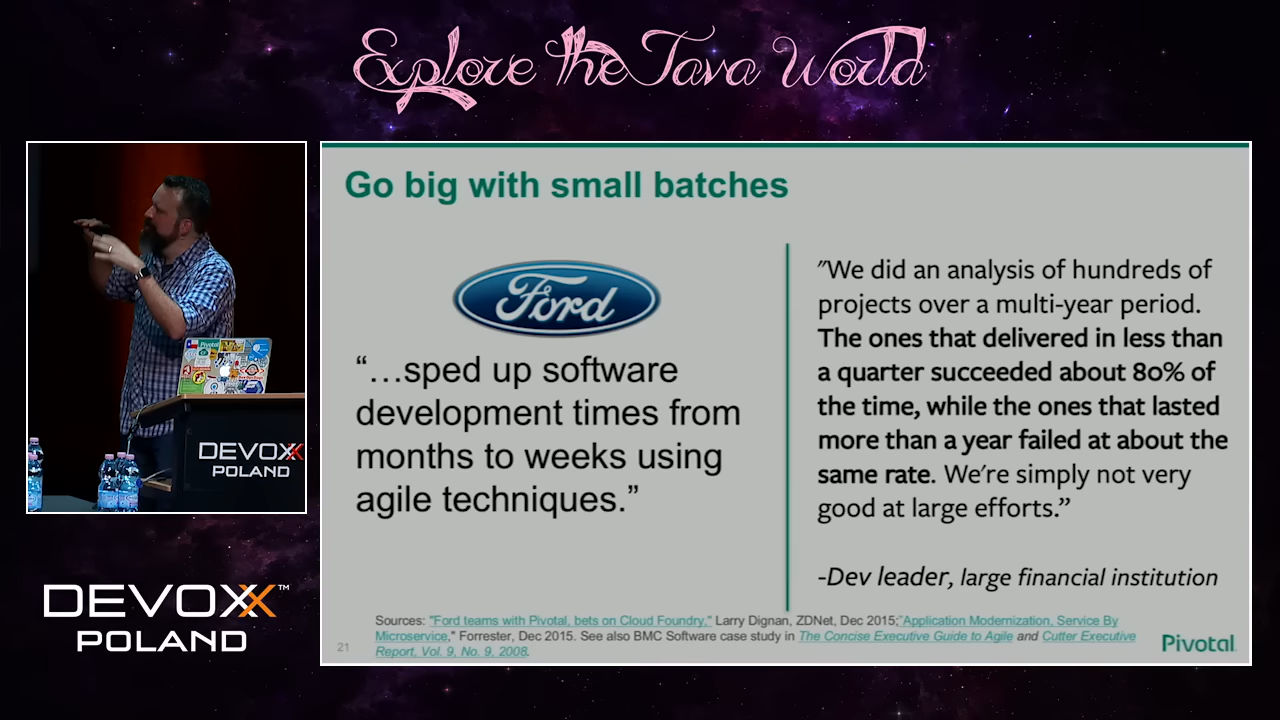 Explore the Java World
Go big with small batches
Ford
“…sped up software
development times from
months to weeks using
agile techniques.”
"We did an analysis of hundreds of
projects over a multi-year period.
The ones that delivered in less than
a quarter succeeded about 80% of
the time, while the ones that lasted
more than a year failed at about the
same rate. We're simply not very
good at large efforts.”
-Dev leader, large financial institution
Sources: "Ford teams with Pivotal, bets on Cloud Foundry," Larry Dignan, ZDNet, Dec 2015;"Application Modernization, Service By
Microservice," Forrester, Dec 2015. See also BMC Software case study in The Concise Executive Guide to Agile and Cutter Executive
Report, Vol. 9, No. 9, 2008.
21
Pivotal
DEVOXX
POLAND
DEVOXX™
POLAND